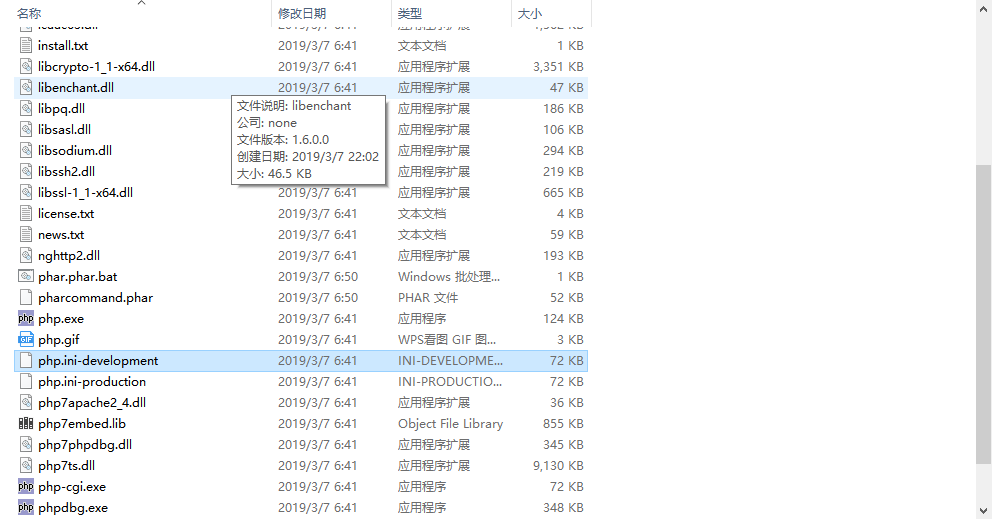 名称 修改日期 类型 大小
install.txt 2019/3/7 6:41 文本文档 1 KB
libcrypto-1_1-x64.dll 2019/3/7 6:41 应用程序扩展 3,351 KB
libenchant.dll 2019/3/7 6:41 应用程序扩展 47 KB
libpq.dll 应用程序扩展 186 KB
libsasl.dll 应用程序扩展 106 KB
libsodium.dll 应用程序扩展 294 KB
libssh2.dll 应用程序扩展 219 KB
文件说明: libenchant
公司: none
文件版本: 1.6.0.0
创建日期: 2019/3/7 22:02
大小: 46.5 KB
libssl-1_1-x64.dll 2019/3/7 6:41 应用程序扩展 665 KB
license.txt 2019/3/7 6:41 文本文档 4 KB
news.txt 2019/3/7 6:41 文本文档 59 KB
nghttp2.dll 2019/3/7 6:41 应用程序扩展 193 KB
phar.phar.bat 2019/3/7 6:50 Windows 批处理... 1 KB
pharcommand.phar 2019/3/7 6:50 PHAR 文件 52 KB
php php.exe 2019/3/7 6:41 应用程序 124 KB
GIF php.gif 2019/3/7 6:41 WPS看图 GIF 图... 3 KB
php.ini-development 2019/3/7 6:41 INI-DEVELOPME... 72 KB
php.ini-production 2019/3/7 6:41 INI-PRODUCTIO... 72 KB
php7apache2_4.dll 2019/3/7 6:41 应用程序扩展 36 KB
php7embed.lib 2019/3/7 6:41 Object File Library 855 KB
php7phpdbg.dll 2019/3/7 6:41 应用程序扩展 345 KB
php7ts.dll 2019/3/7 6:41 应用程序扩展 9,130 KB
php php-cgi.exe 2019/3/7 6:41 应用程序 72 KB
php phpdbg.exe 2019/3/7 6:41 应用程序 348 KB